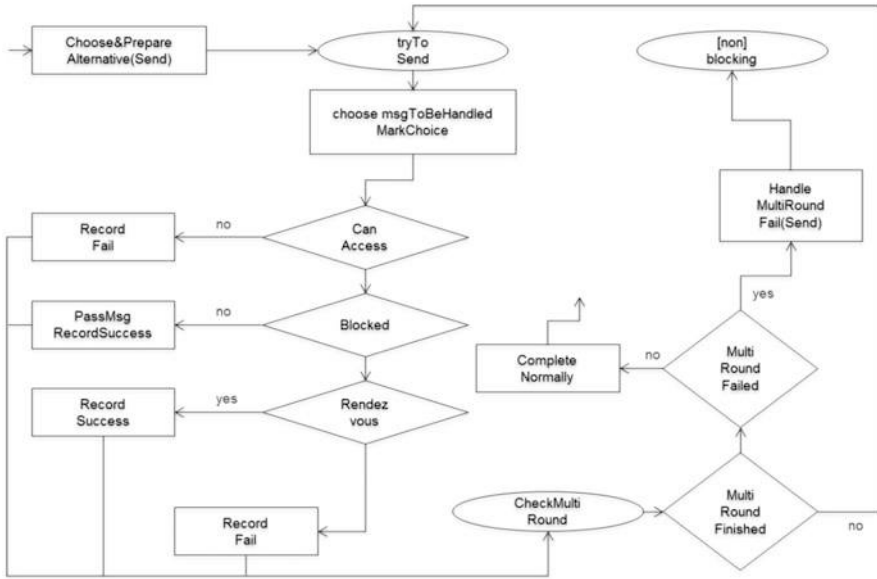 Choose&Prepare
Alternative(Send)
tryTo
Send
[non]
blocking
choose msgToBeHandled
MarkChoice
Handle
MultiRound
Fail(Send)
Record
Fail
no
Can
Access
yes
PassMsg
RecordSuccess
no
Blocked
Complete
Normally
no
Multi
Round
Failed
Record
Success
yes
Rendez
vous
CheckMulti
Round
Multi
Round
Finished
no
Record
Fail